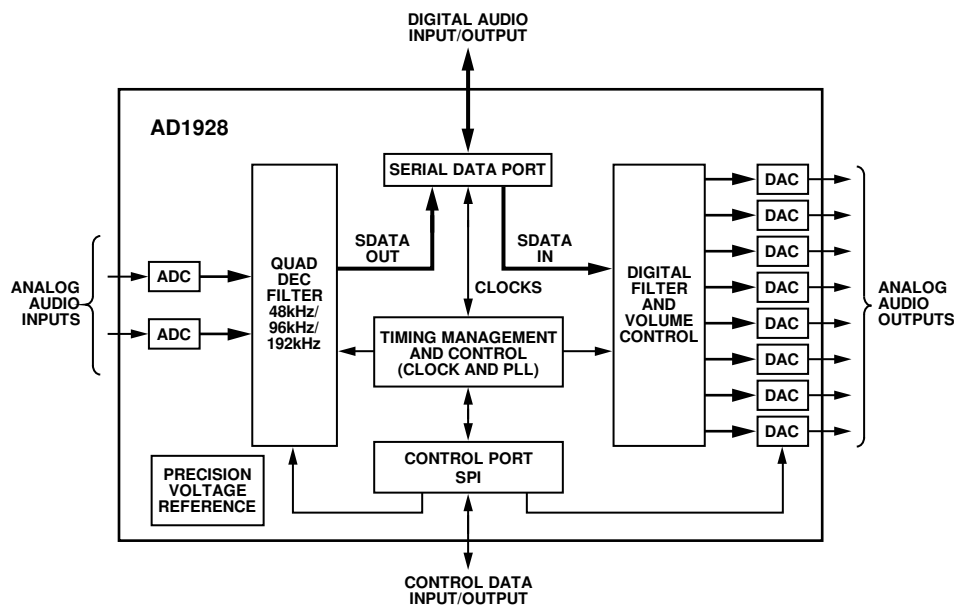 DIGITAL AUDIO
INPUT/OUTPUT
AD1928
SERIAL DATA PORT
SDATA
OUT
SDATA
IN
CLOCKS
ANALOG
AUDIO
INPUTS
ADC
ADC
QUAD
DEC
FILTER
48kHz/
96kHz/
192kHz
TIMING MANAGEMENT
AND CONTROL
(CLOCK AND PLL)
DIGITAL
FILTER
AND
VOLUME
CONTROL
DAC
DAC
DAC
DAC
DAC
DAC
DAC
DAC
ANALOG
AUDIO
OUTPUTS
PRECISION
VOLTAGE
REFERENCE
CONTROL PORT
SPI
CONTROL DATA
INPUT/OUTPUT